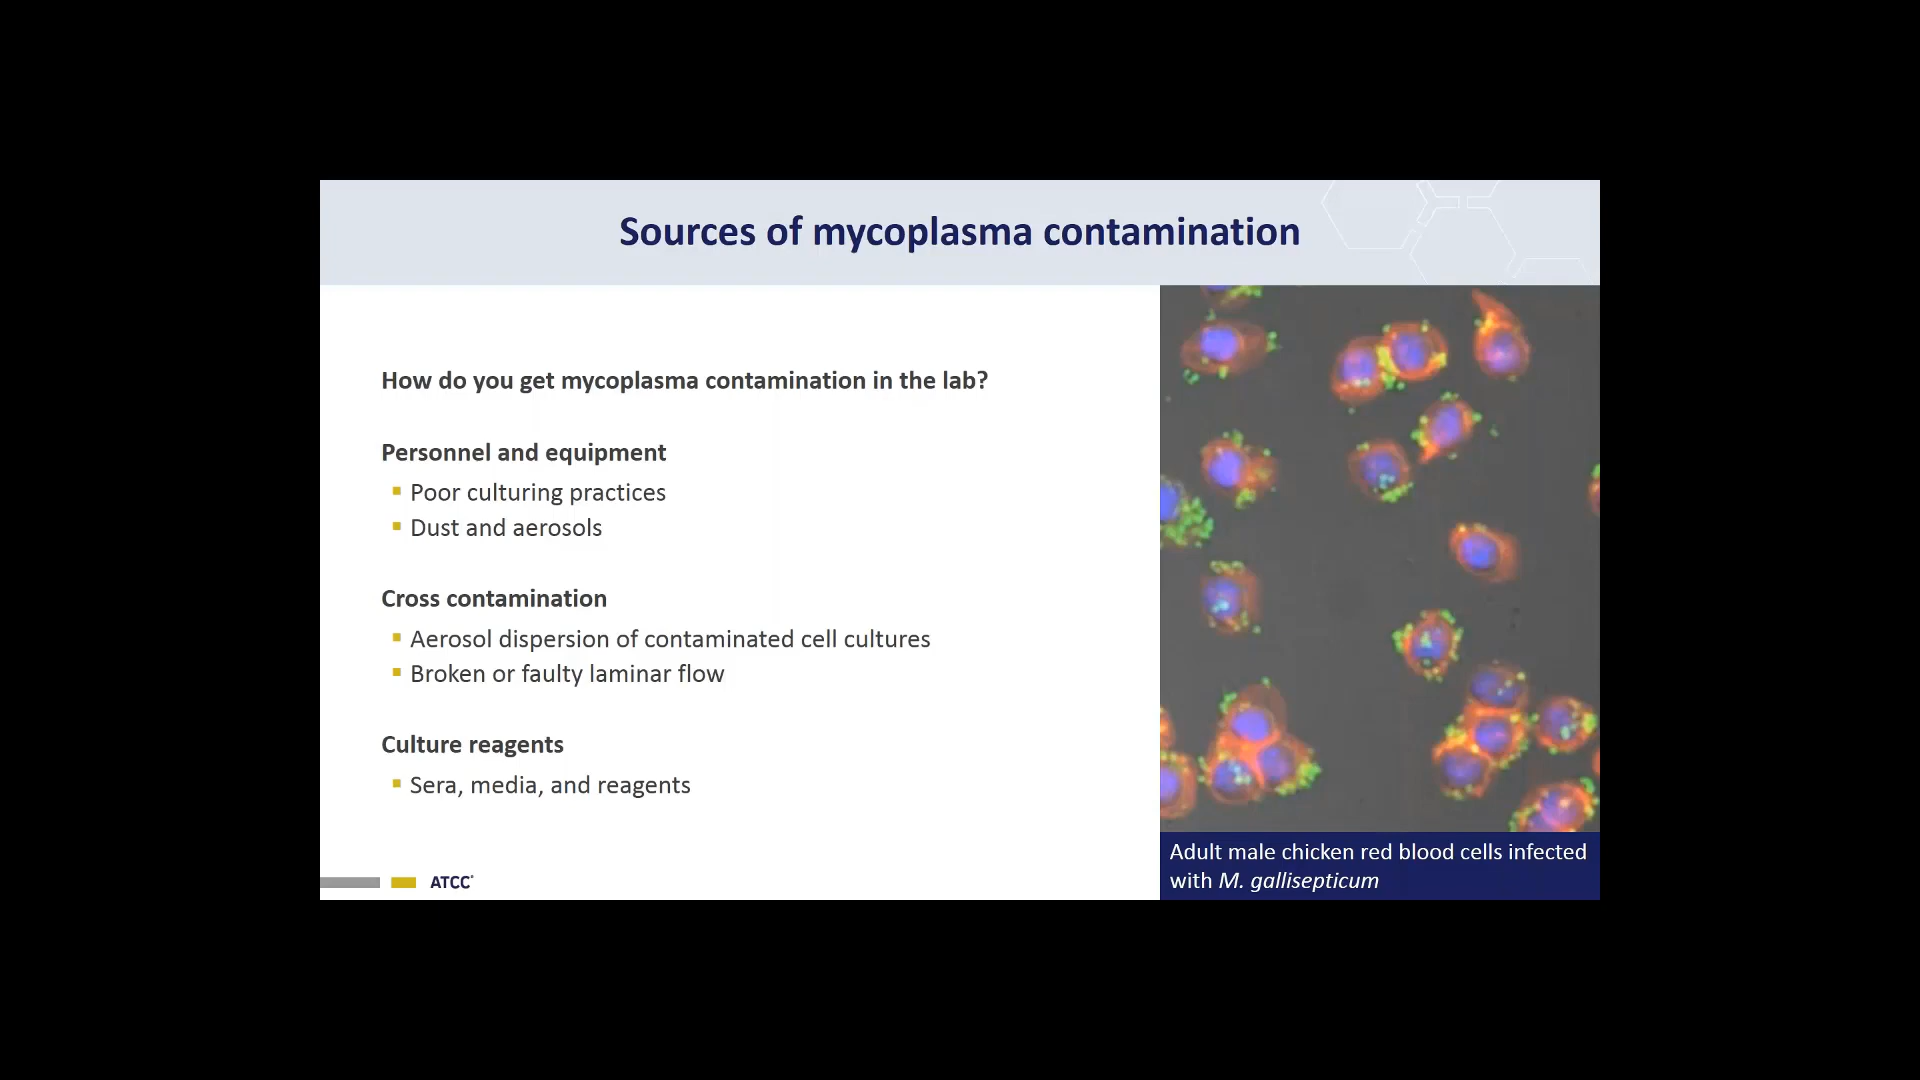 Sources of mycoplasma contamination
How do you get mycoplasma contamination in the lab?
Personnel and equipment
Poor culturing practices
Dust and aerosols
Cross contamination
Aerosol dispersion of contaminated cell cultures
Broken or faulty laminar flow
Culture reagents
Sera, media, and reagents
ATCC®
Adult male chicken red blood cells infected
with M. gallisepticum